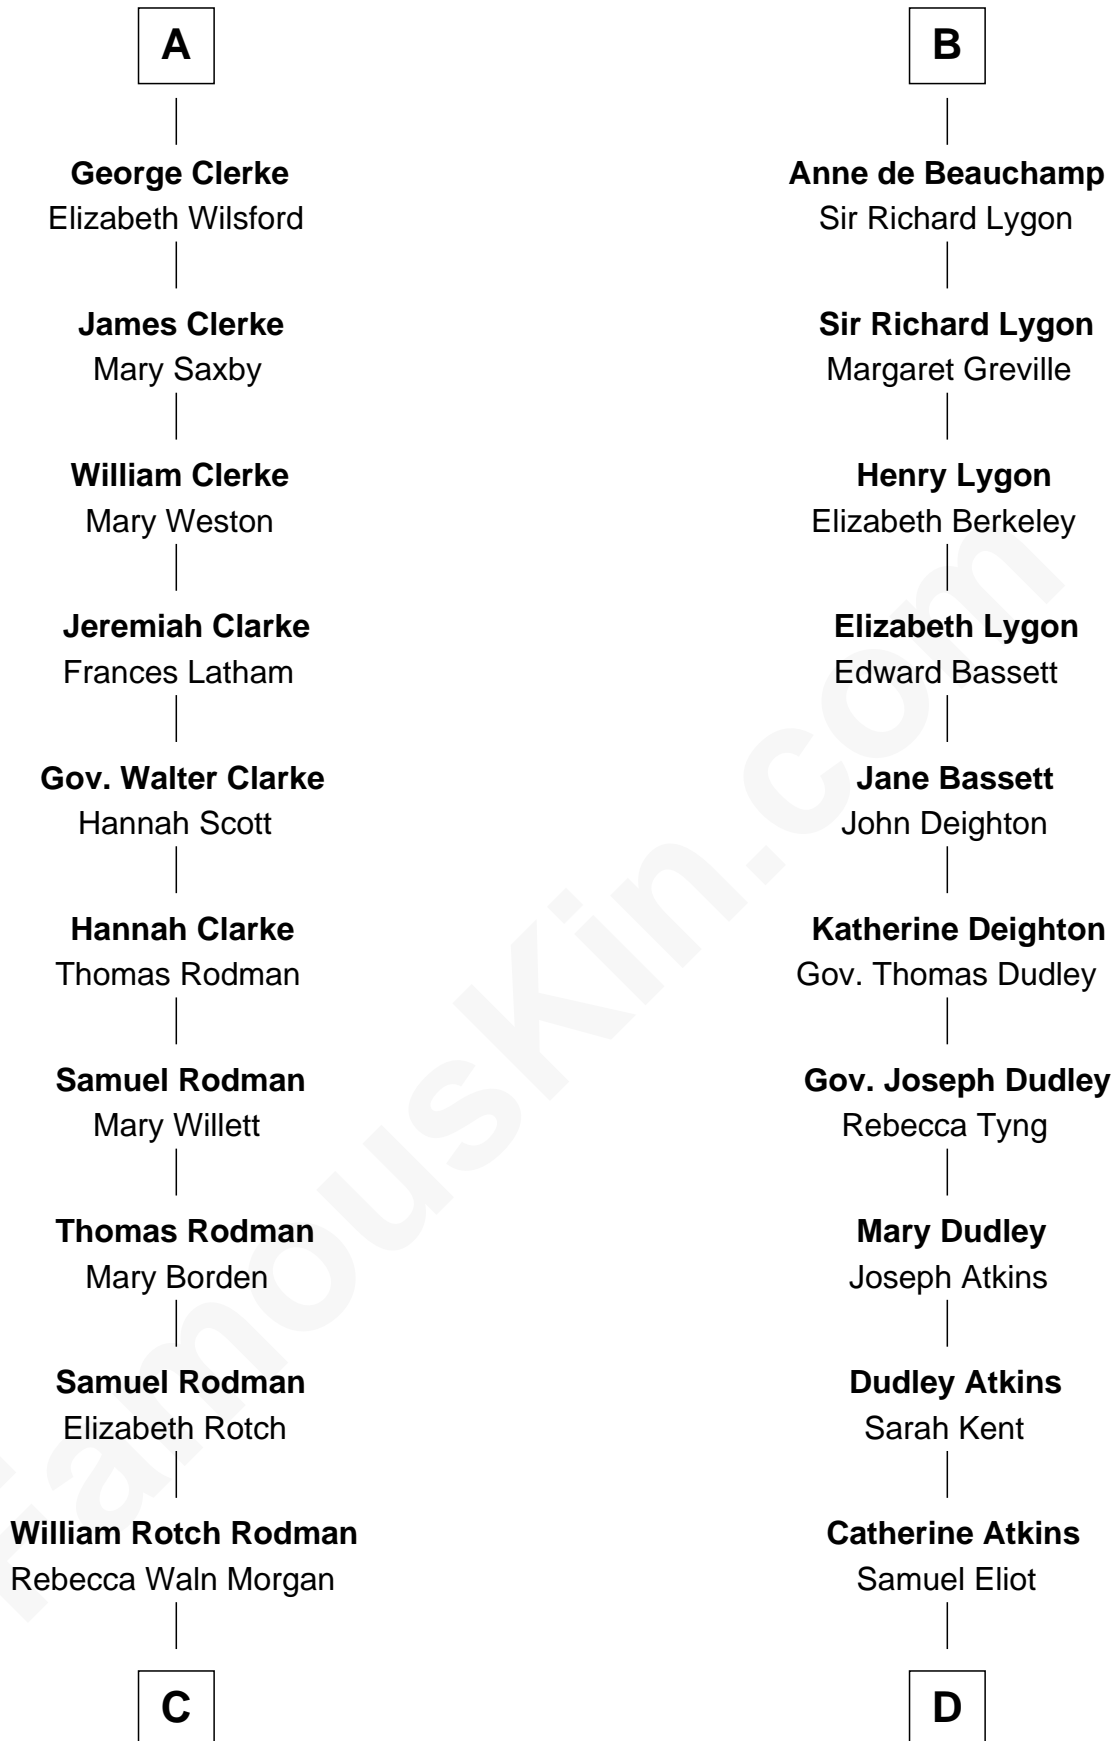 A
George Clerke
Elizabeth Wilsford
James Clerke
Mary Saxby
William Clerke
Mary Weston
Jeremiah Clarke
Frances Latham
Gov. Walter Clarke
Hannah Scott
Hannah Clarke
Thomas Rodman
Samuel Rodman
Mary Willett
Thomas Rodman
Mary Borden
Samuel Rodman
Elizabeth Rotch
William Rotch Rodman
Rebecca Waln Morgan
C
B
Anne de Beauchamp
Sir Richard Lygon
Sir Richard Lygon
Margaret Greville
Henry Lygon
Elizabeth Berkeley
Elizabeth Lygon
Edward Bassett
Jane Bassett
John Deighton
Katherine Deighton
Gov. Thomas Dudley
Gov. Joseph Dudley
Rebecca Tyng
Mary Dudley
Joseph Atkins
Dudley Atkins
Sarah Kent
Catherine Atkins
Samuel Eliot
D
FamousKin.com